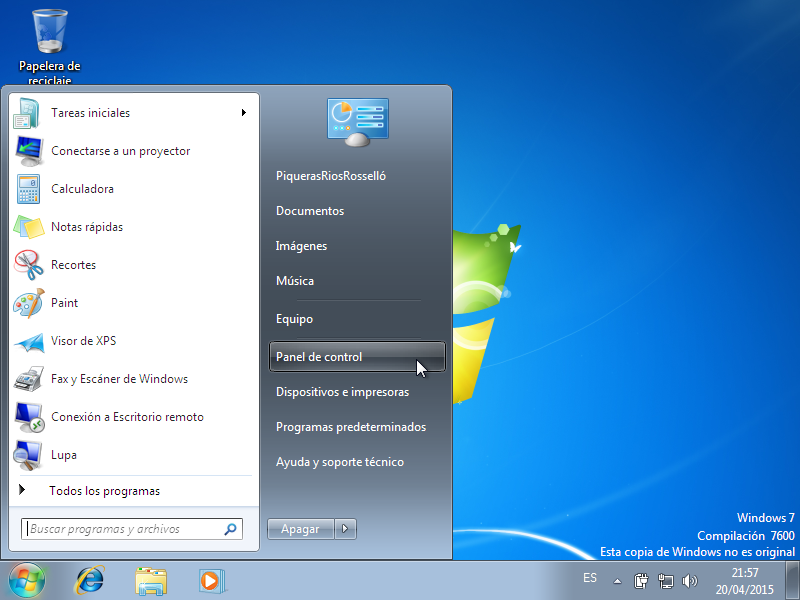 Papelera de
reciclaje
Tareas iniciales
Conectarse a un proyector
Calculadora
Notas rápidas
Recortes
Paint
Visor de XPS
Fax y Escáner de Windows
Conexión a Escritorio remoto
Lupa
Todos los programas
Buscar programas y archivos
PiquerasRiosRosselló
Documentos
Imágenes
Música
Equipo
Panel de control
Dispositivos e impresoras
Programas predeterminados
Ayuda y soporte técnico
Apagar
Windows 7
Compilación 7600
Esta copia de Windows no es original
ES
21:57
20/04/2015